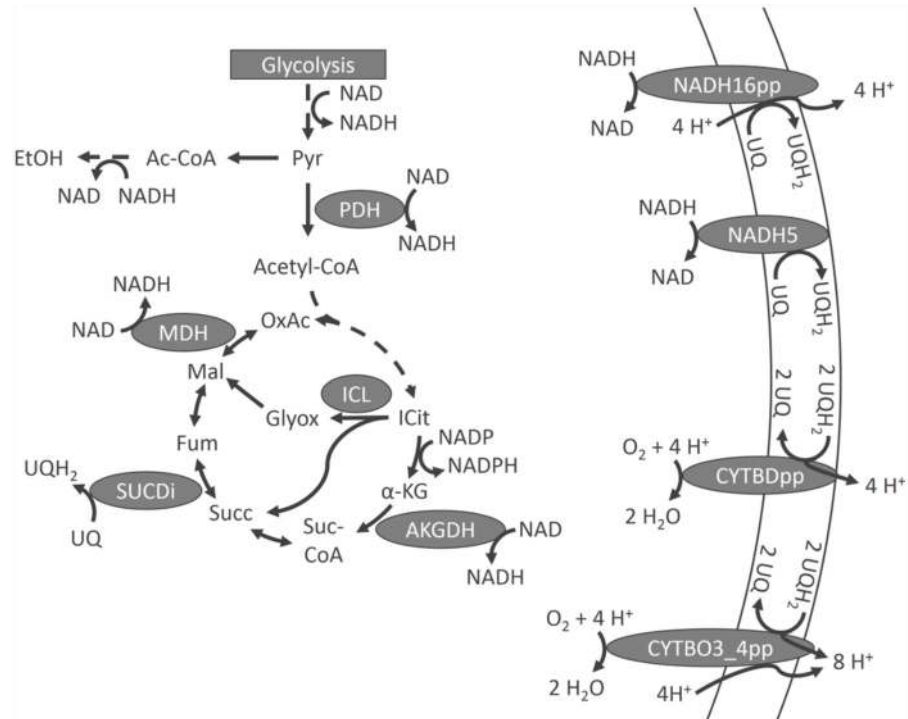 Glycolysis
NAD
NADH
EtOH
Ac-CoA
Pyr
NAD
NADH
PDH
NAD
NADH
Acetyl-CoA
NADH
NAD
MDH
OxAc
Mal
ICL
Glyox
ICit
Fum
NADP
NADPH
UQH₂
SUCDi
UQ
Succ
α-KG
Suc-
CoA
AKGDH
NAD
NADH
NADH
NADH16pp
NAD
4 H⁺
4 H⁺
UQ
UQH₂
NADH
NADH5
NAD
UQ
UQH₂
2 UQ
2 UQH₂
O₂ + 4 H⁺
CYTBDpp
2 H₂O
4 H⁺
2 UQ
2 UQH₂
O₂ + 4 H⁺
CYTBO3_4pp
2 H₂O
4H⁺
8 H⁺